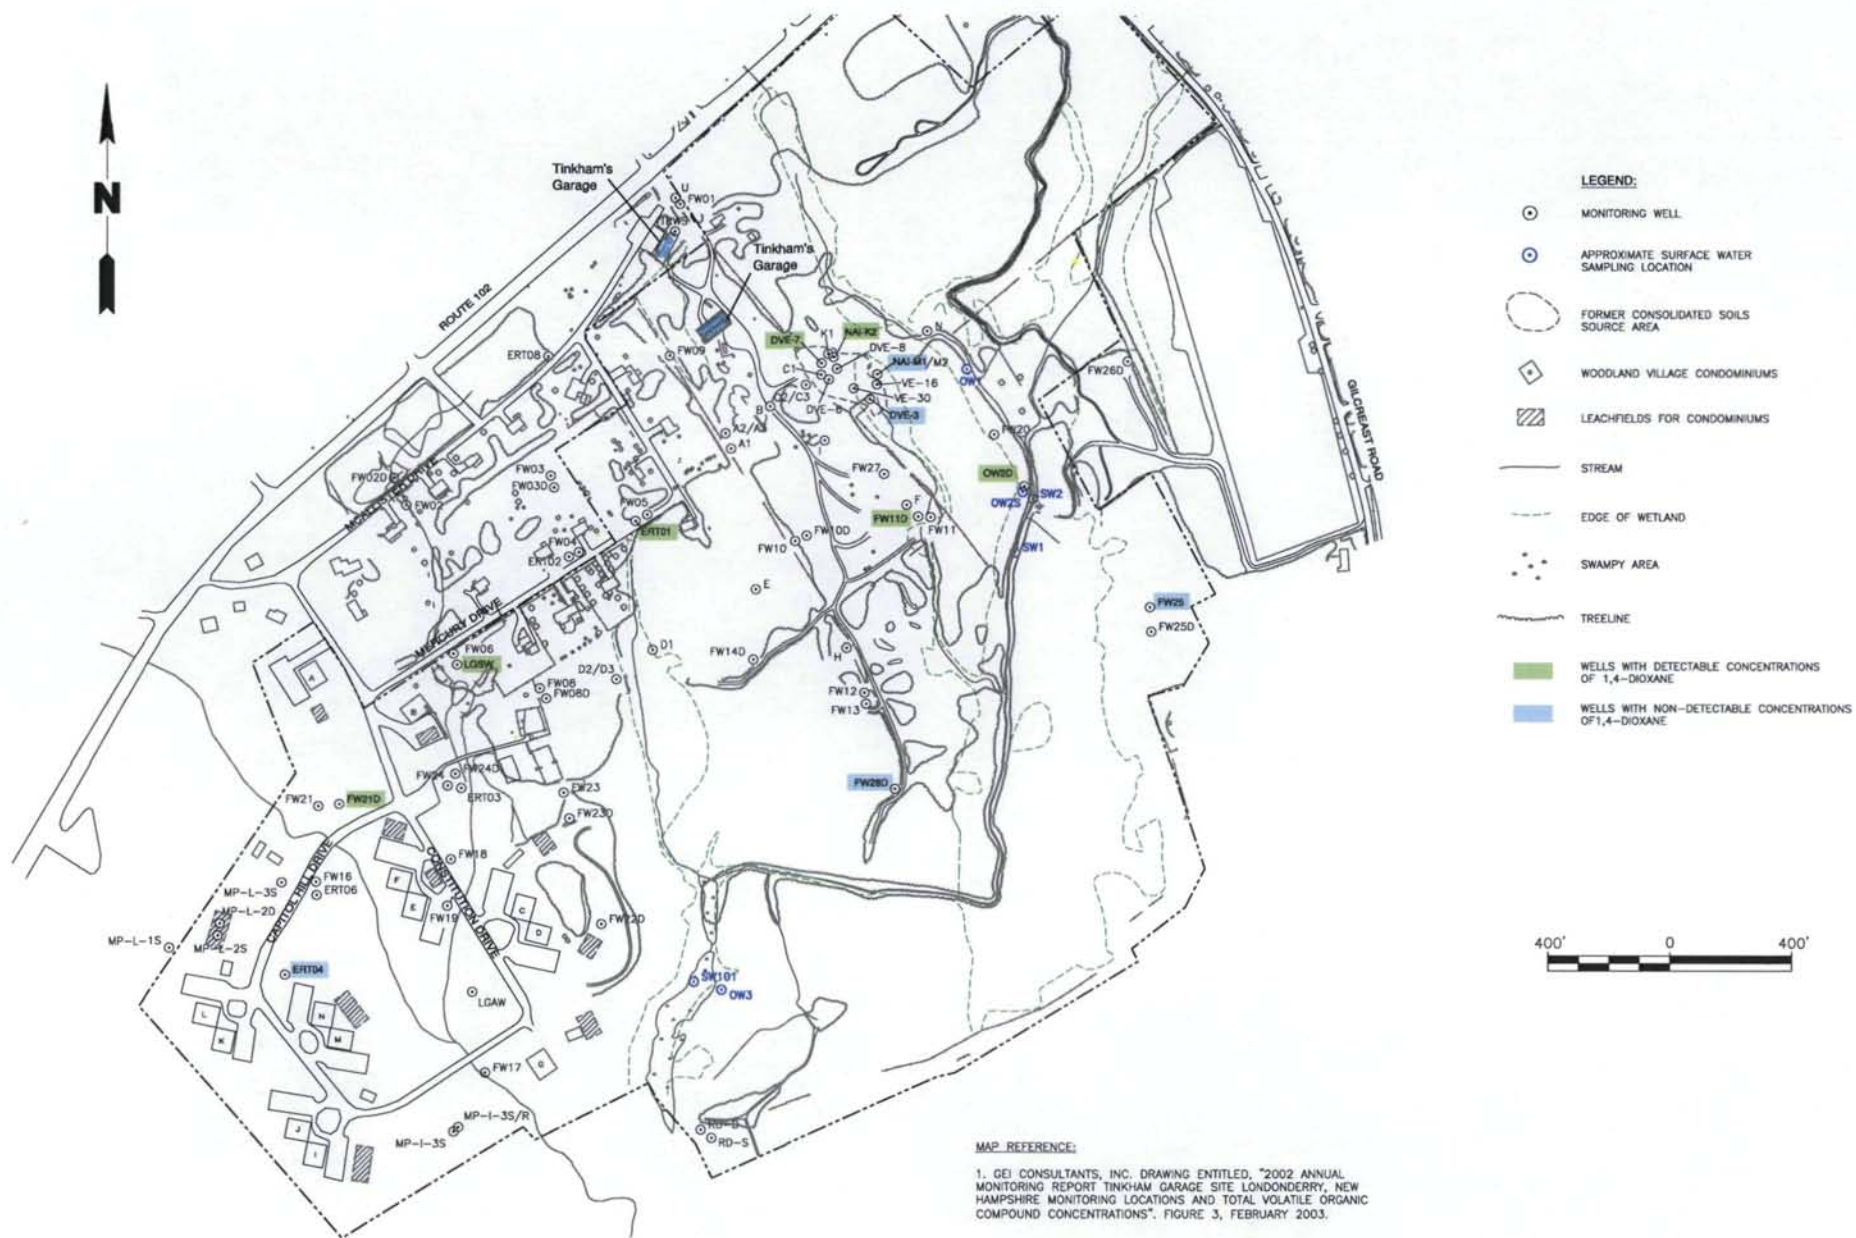 N
ROUTE 102
Tinkham's
Garage
U
FW01
Tinkham's
Garage
ERT08
FW09
DVE-7
K1
NAI-K2
DVE-8
N
NAI-M1/M2
C1
VE-16
C2/C3
VE-30
DVE-6
DVE-3
B
OW1
FW26D
A2/A3
A1
FW20
FW02D
MCALLISTER DRIVE
FW02
FW03
FW03D
FW27
OW2D
OW2S
SW2
FW05
ERT01
F
FW11D
FW11
FW04
ERT02
FW10
FW10D
SW1
E
GILCREAST ROAD
MERCURY DRIVE
FW06
LGSW
FW25
FW25D
D1
D2/D3
FW14D
H
A
FW08
FW08D
FW12
FW13
B
FW24
FW24D
ERT03
FW28D
FW21
FW21D
FW23
FW23D
CAPITOL HILL DRIVE
CONSTITUTION DRIVE
FW18
MP-L-3S
FW16
ERT06
F
E
FW19
C
D
FW22D
MP-L-2D
MP-L-1S
MP-L-2S
ERT04
LGAW
SW101
OW3
L
K
N
M
FW17
G
J
I
MP-I-3S/R
MP-I-3S
RD-D
RD-S
LEGEND:
MONITORING WELL
APPROXIMATE SURFACE WATER
SAMPLING LOCATION
FORMER CONSOLIDATED SOILS
SOURCE AREA
WOODLAND VILLAGE CONDOMINIUMS
LEACHFIELDS FOR CONDOMINIUMS
STREAM
EDGE OF WETLAND
SWAMPY AREA
TREELINE
WELLS WITH DETECTABLE CONCENTRATIONS
OF 1,4-DIOXANE
WELLS WITH NON-DETECTABLE CONCENTRATIONS
OF1,4-DIOXANE
400' 0 400'
MAP REFERENCE:
1. GEI CONSULTANTS, INC. DRAWING ENTITLED, "2002 ANNUAL
MONITORING REPORT TINKHAM GARAGE SITE LONDONDERRY, NEW
HAMPSHIRE MONITORING LOCATIONS AND TOTAL VOLATILE ORGANIC
COMPOUND CONCENTRATIONS". FIGURE 3, FEBRUARY 2003.